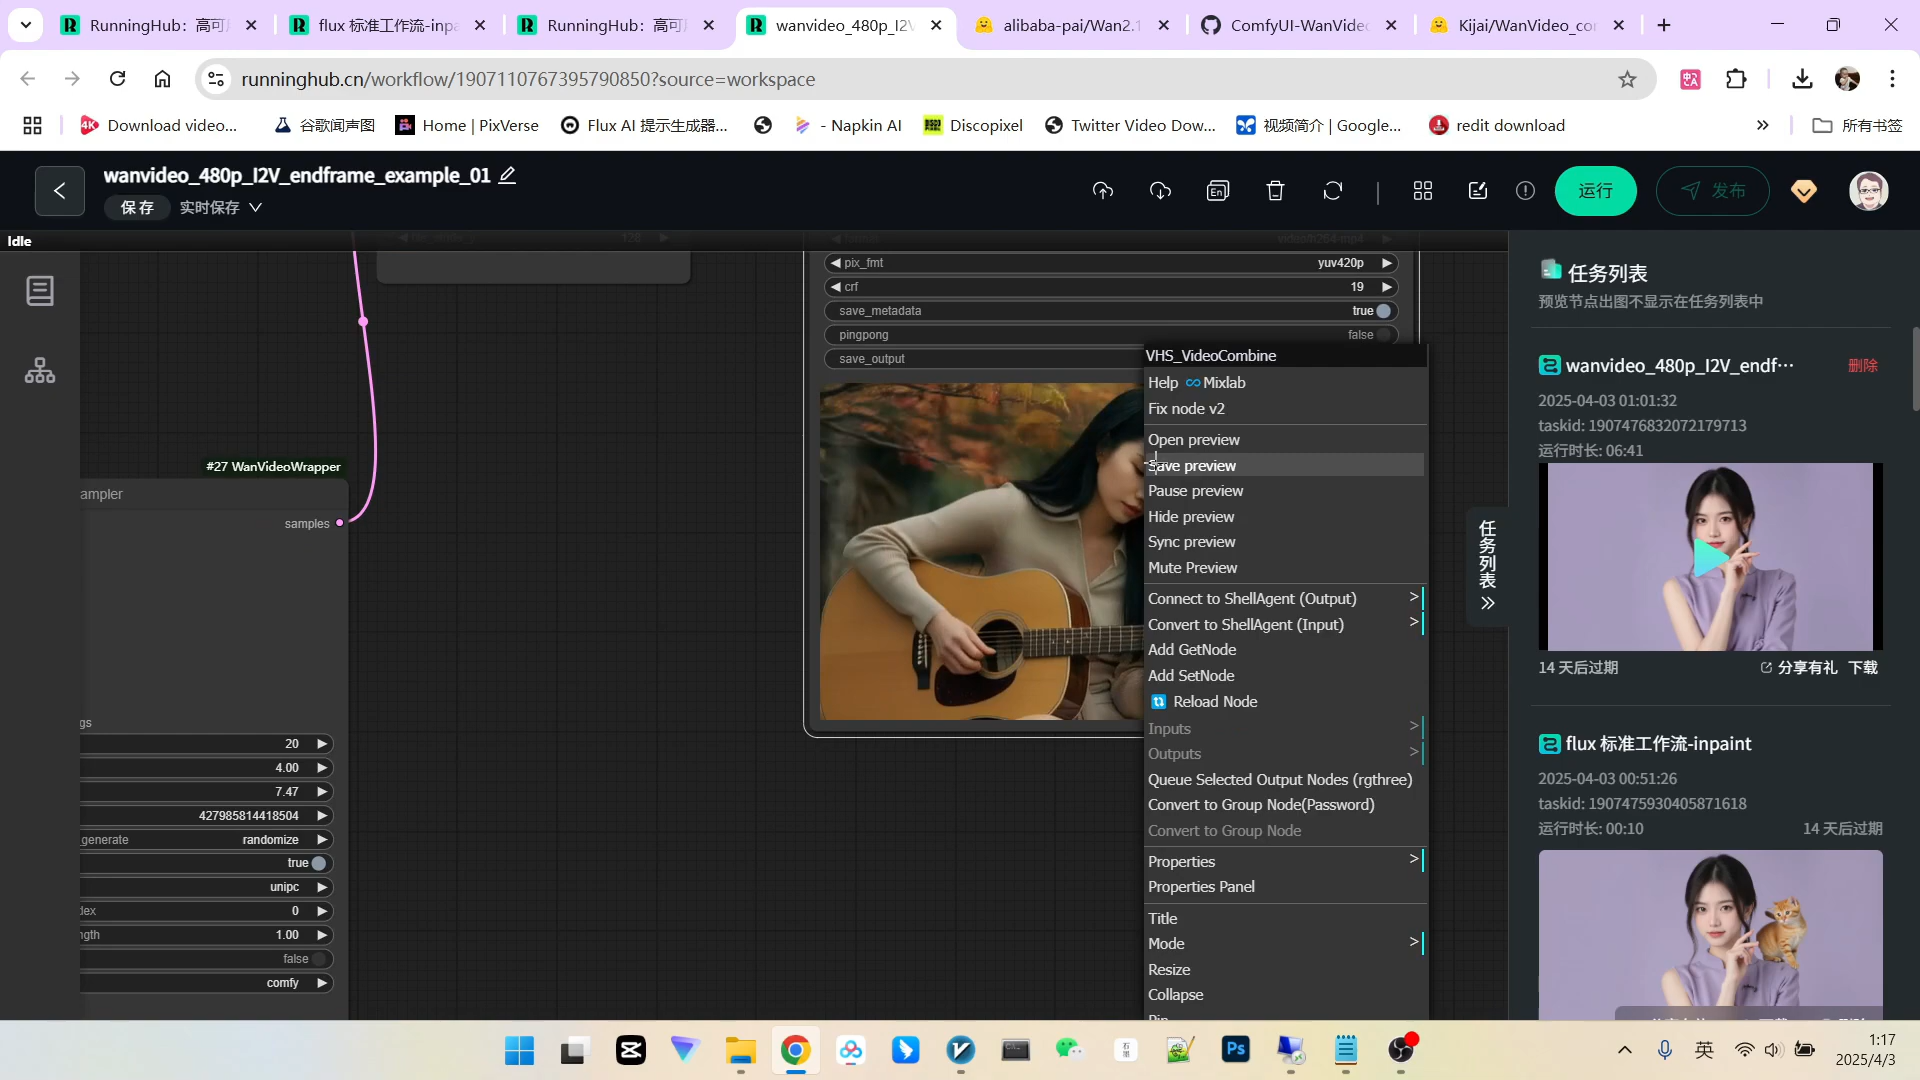 RunningHub：高可
flux 标准工作流-inpa
RunningHub：高可
wanvideo_480p_I2V
alibaba-pai/Wan2.1
ComfyUI-WanVide
Kijai/WanVideo_co
runninghub.cn/workflow/1907110767395790850?source=workspace
Download video...
谷歌闻声图
Home | PixVerse
Flux AI 提示生成器...
- Napkin AI
Discopixel
Twitter Video Dow...
视频简介 | Google...
redit download
所有书签
wanvideo_480p_I2V_endframe_example_01
保存
实时保存
运行
发布
Idle
#27 WanVideoWrapper
ampler
samples
gs
20
4.00
7.47
427985814418504
_generate
randomize
true
unipc
dex
0
ngth
1.00
false
comfy
128
video/h264-mp4
pix_fmt
yuv420p
crf
19
save_metadata
true
pingpong
false
save_output
VHS_VideoCombine
Help Mixlab
Fix node v2
Open preview
Save preview
Pause preview
Hide preview
Sync preview
Mute Preview
Connect to ShellAgent (Output) >
Convert to ShellAgent (Input) >
Add GetNode
Add SetNode
Reload Node
Inputs >
Outputs >
Queue Selected Output Nodes (rgthree)
Convert to Group Node(Password)
Convert to Group Node
Properties >
Properties Panel
Title
Mode >
Resize
Collapse
Pin
任务列表
任务列表
预览节点出图不显示在任务列表中
wanvideo_480p_I2V_endf···
删除
2025-04-03 01:01:32
taskid: 1907476832072179713
运行时长: 06:41
14 天后过期
分享有礼
下载
flux 标准工作流-inpaint
2025-04-03 00:51:26
taskid: 1907475930405871618
运行时长: 00:10
14 天后过期
Ps
英
1:17
2025/4/3